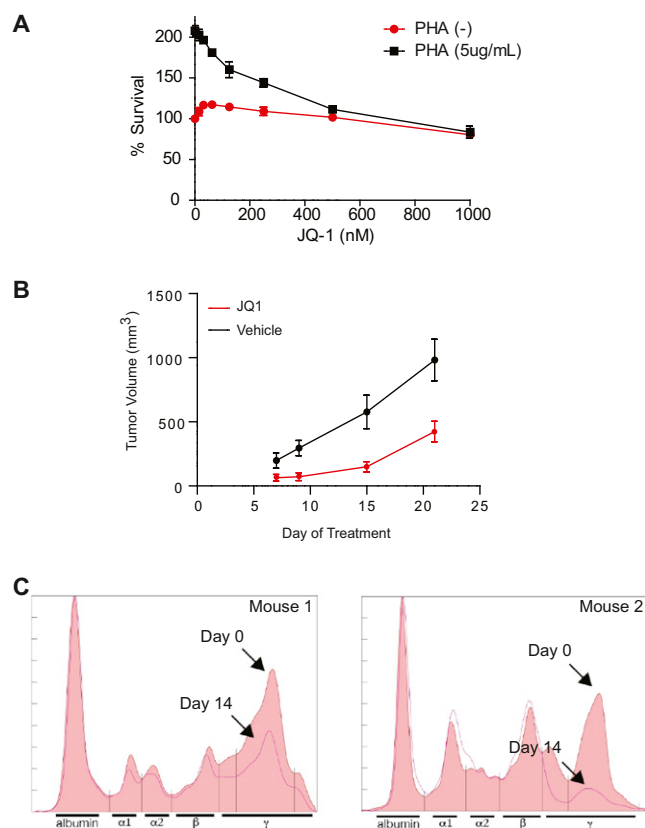 A
PHA (-)
PHA (5ug/mL)
% Survival
200
150
100
50
0
0 200 400 600 800 1000
JQ-1 (nM)
B
JQ1
Vehicle
Tumor Volume (mm3)
1500
1000
500
0
0 5 10 15 20 25
Day of Treatment
C
Mouse 1
Day 0
Day 14
albumin α1 α2 β γ
Mouse 2
Day 0
Day 14
albumin α1 α2 β γ